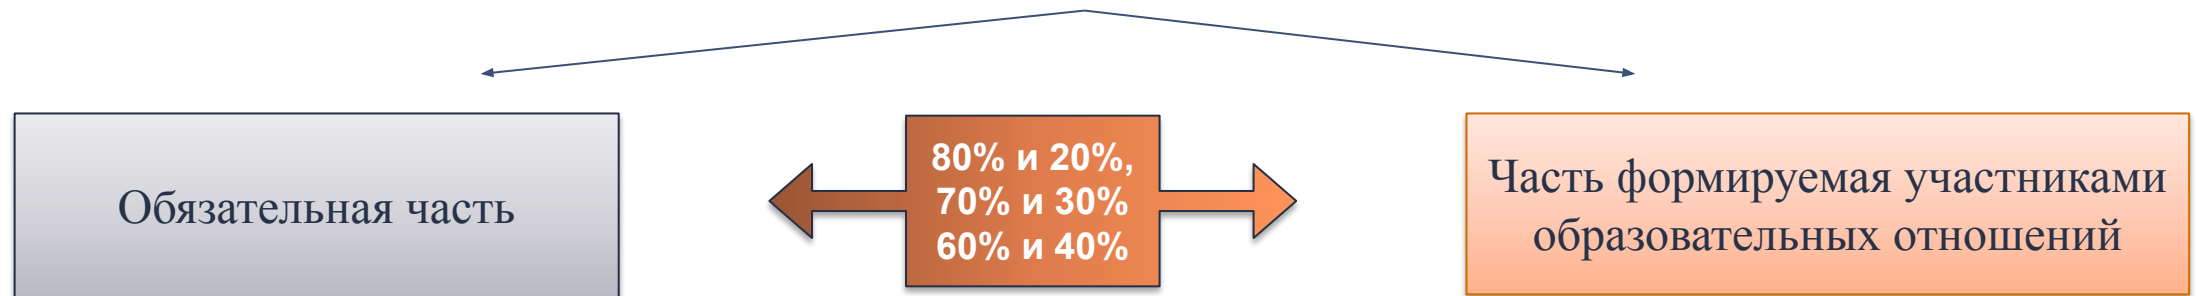 Обязательная часть
80% и 20%,
70% и 30%
60% и 40%
Часть формируемая участниками
образовательных отношений